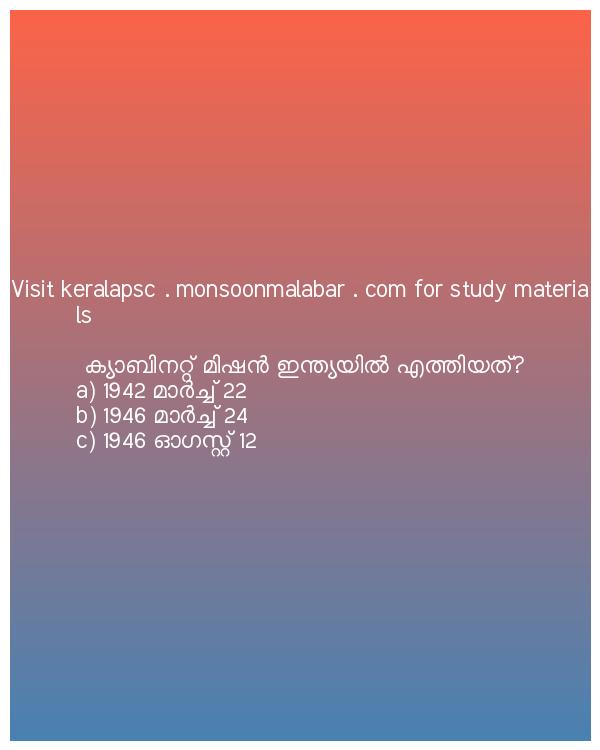 Visit keralapsc . monsoonmalabar . com for study materia
ls
ക്യാബിനറ്റ് മിഷൻ ഇന്ത്യയിൽ എത്തിയത്?
a) 1942 മാർച്ച് 22
b) 1946 മാർച്ച് 24
c) 1946 ഓഗസ്റ്റ് 12